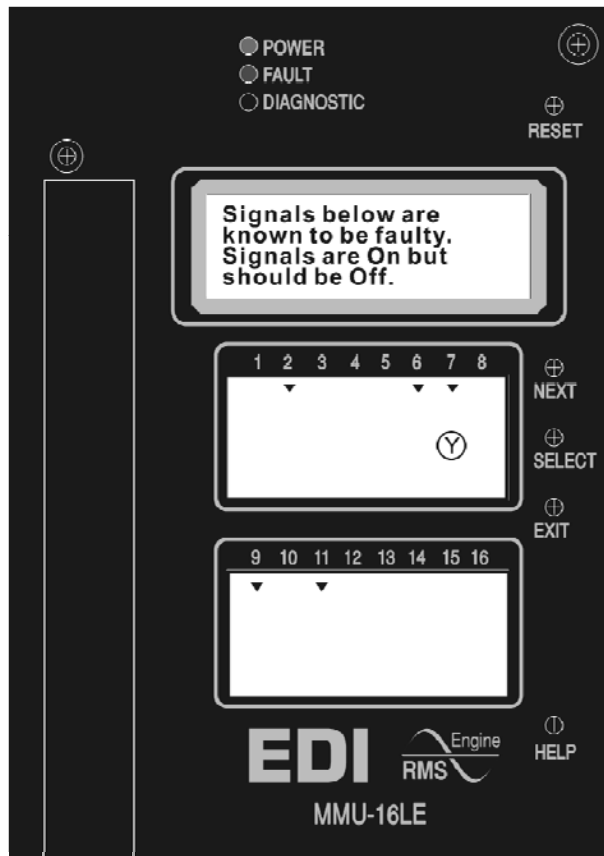 POWER
FAULT
DIAGNOSTIC
RESET
Signals below are
known to be faulty.
Signals are On but
should be Off.
1 2 3 4 5 6 7 8
NEXT
Y
SELECT
EXIT
9 10 11 12 13 14 15 16
EDI
Engine
RMS
HELP
MMU-16LE